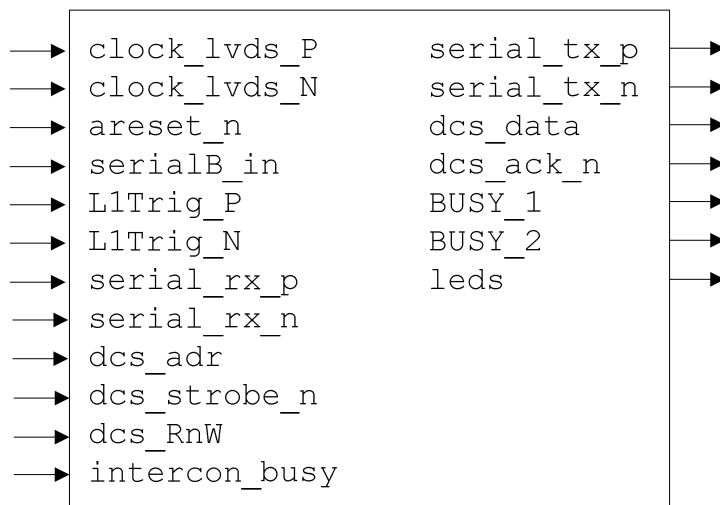 clock_lvds_P serial_tx_p
clock_lvds_N serial_tx_n
areset_n dcs_data
serialB_in dcs_ack_n
L1Trig_P BUSY_1
L1Trig_N BUSY_2
serial_rx_p leds
serial_rx_n
dcs_adr
dcs_strobe_n
dcs_RnW
intercon_busy